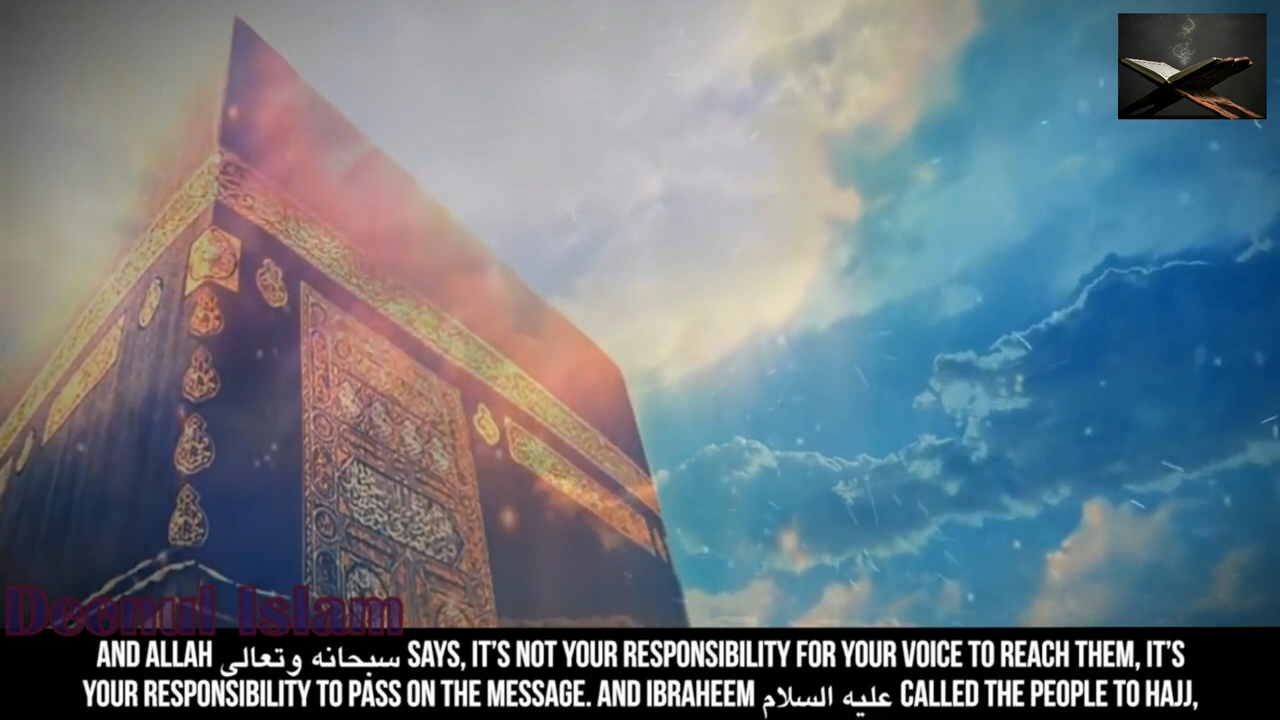 Deenul Islam
AND ALLAH سبحانه وتعالى SAYS, IT'S NOT YOUR RESPONSIBILITY FOR YOUR VOICE TO REACH THEM, IT'S
YOUR RESPONSIBILITY TO PASS ON THE MESSAGE. AND IBRAHEEM عليه السلام CALLED THE PEOPLE TO HAJJ,